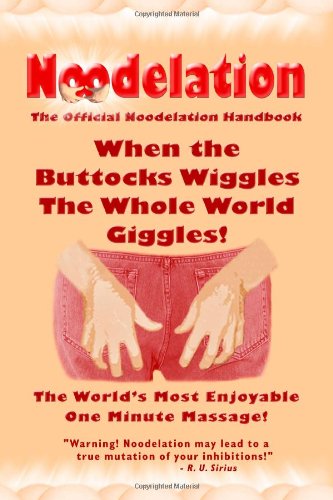 Noodelation
The Official Noodelation Handbook
When the
Buttocks Wiggles
The Whole World
Giggles!
The World's Most Enjoyable
One Minute Massage!
"Warning! Noodelation may lead to a
true mutation of your inhibitions!"
- R. U. Sirius